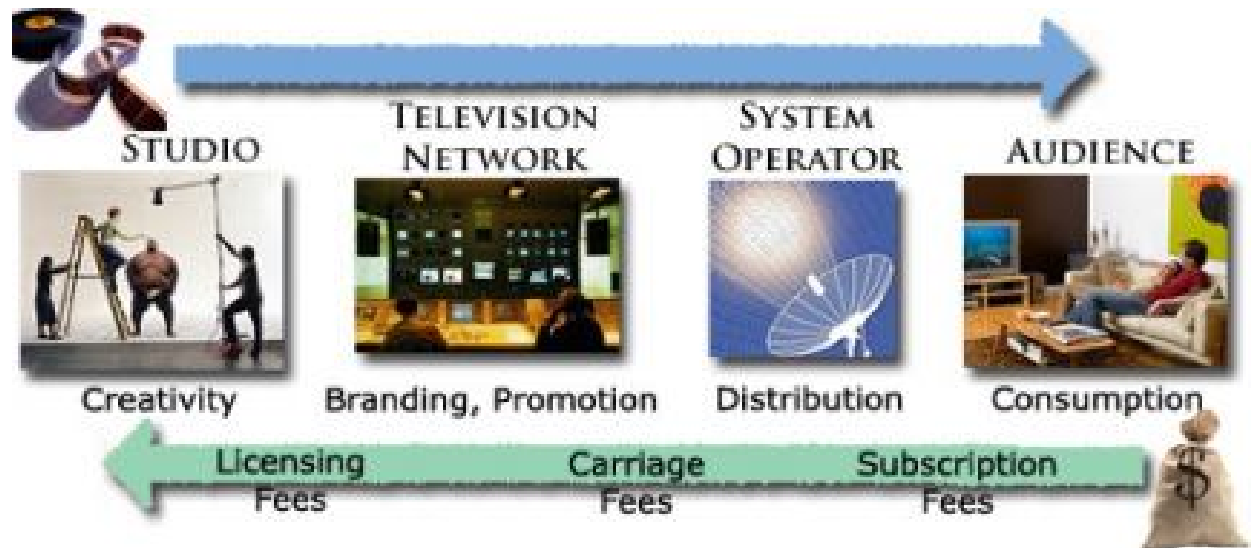 STUDIO
TELEVISION
NETWORK
SYSTEM
OPERATOR
AUDIENCE
Creativity
Branding, Promotion
Distribution
Consumption
Licensing
Fees
Carriage
Fees
Subscription
Fees
$